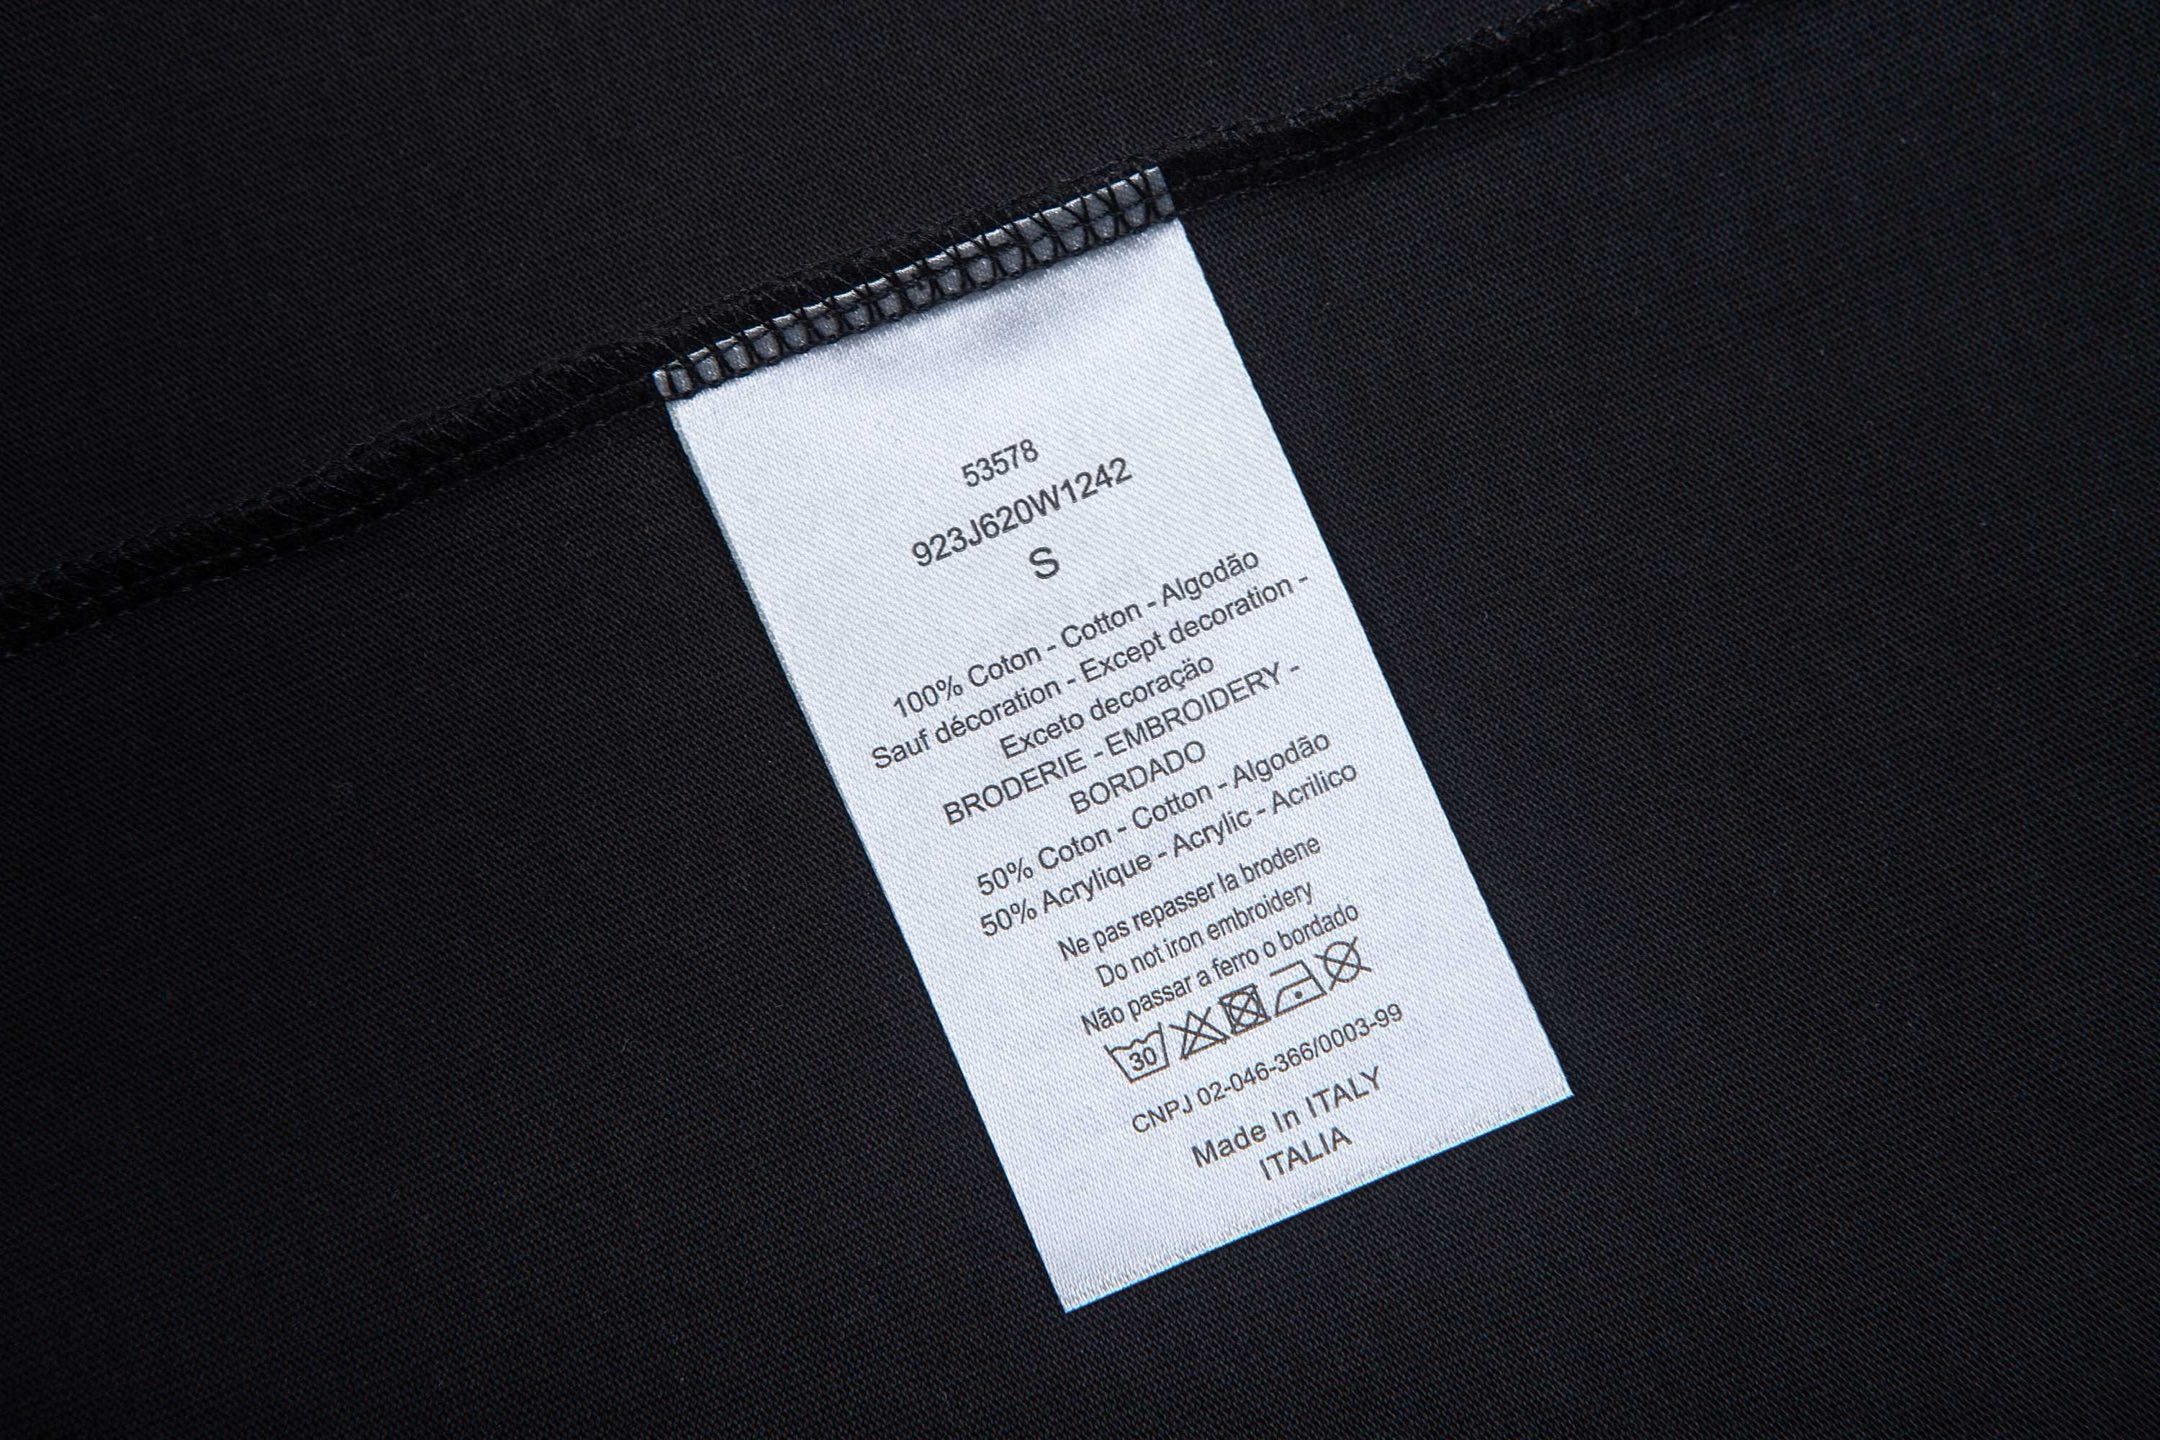 53578
923J620W1242
S
100% Coton - Cotton - Algodão
Sauf décoration - Except decoration -
Exceto decoraçäo
BRODERIE - EMBROIDERY -
BORDADO
50% Coton - Cotton - Algodão
50% Acrylique - Acrylic - Acrilico
Ne pas repasser la brodene
Do not iron embroidery
Não passar a ferro o bordado
30
CNPJ 02-046-366/0003-99
Made In ITALY
ITALIA